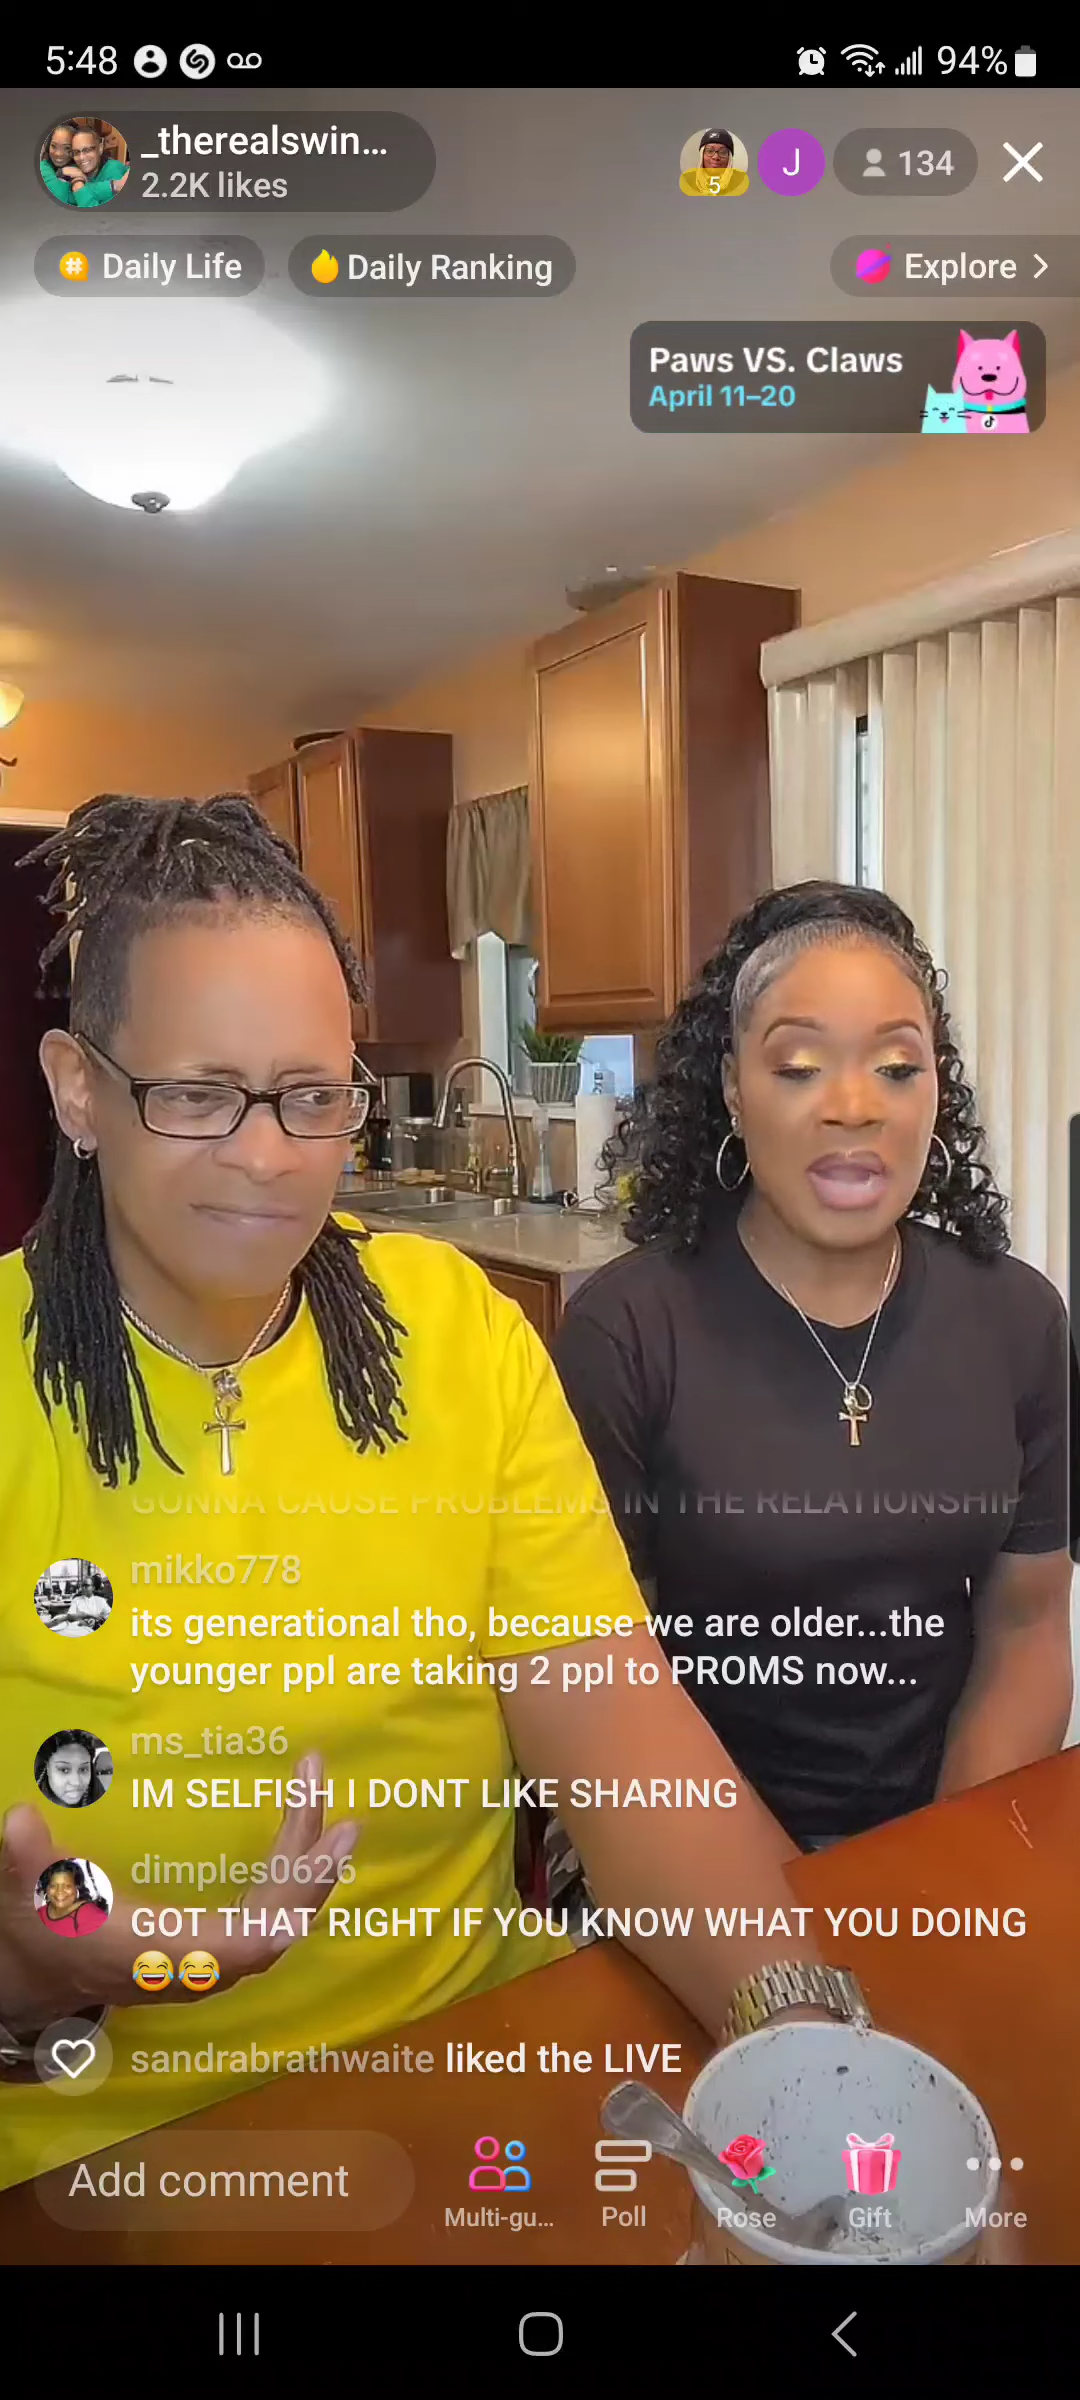 5:48
94%
_therealswin...
2.2K likes
5
J
134
Daily Life
Daily Ranking
Explore
Paws VS. Claws
April 11–20
GONNA CAUSE PROBLEMS IN THE RELATIONSHIP
mikko778
its generational tho, because we are older...the
younger ppl are taking 2 ppl to PROMS now...
ms_tia36
IM SELFISH I DONT LIKE SHARING
dimples0626
GOT THAT RIGHT IF YOU KNOW WHAT YOU DOING
😂😂
sandrabrathwaite liked the LIVE
Add comment
Multi-gu...
Poll
Rose
Gift
More